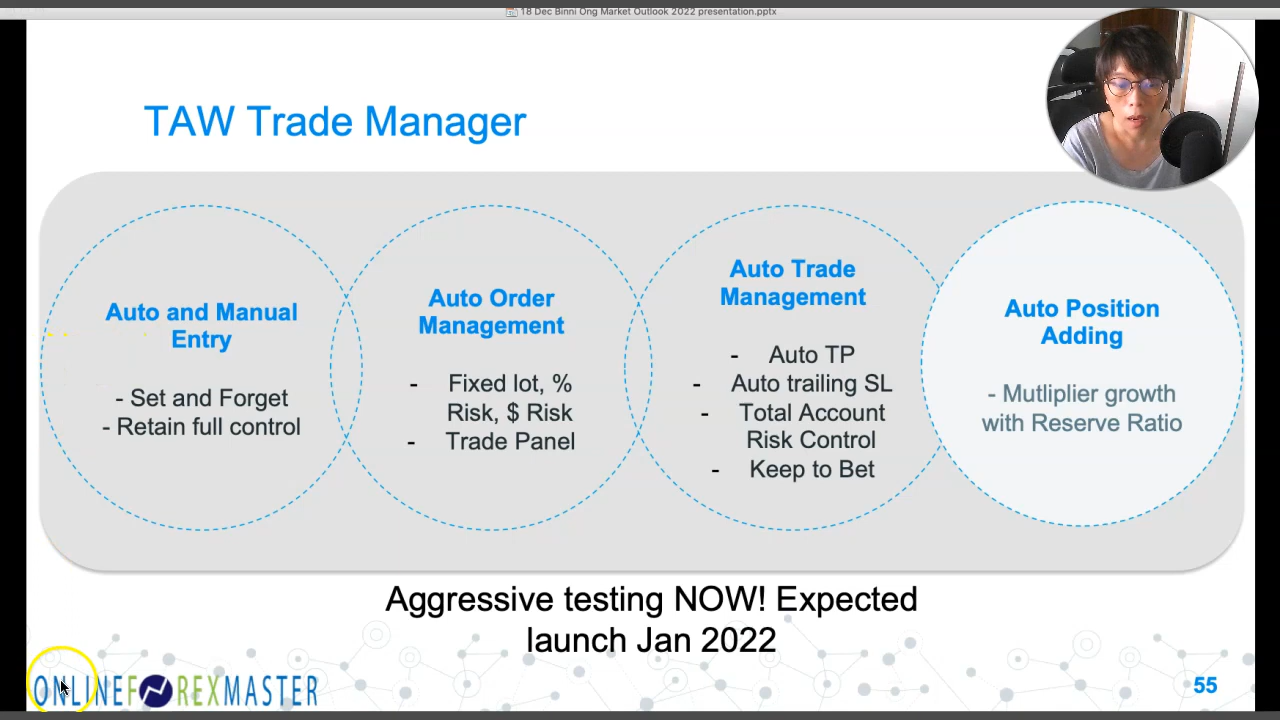 18 Dec Binni Ong Market Outlook 2022 presentation.pptx
TAW Trade Manager
Auto and Manual
Entry
- Set and Forget
- Retain full control
Auto Order
Management
- Fixed lot, %
Risk, $ Risk
- Trade Panel
Auto Trade
Management
- Auto TP
- Auto trailing SL
- Total Account
Risk Control
- Keep to Bet
Auto Position
Adding
- Mutliplier growth
with Reserve Ratio
Aggressive testing NOW! Expected
launch Jan 2022
ONLINEFOREXMASTER
55